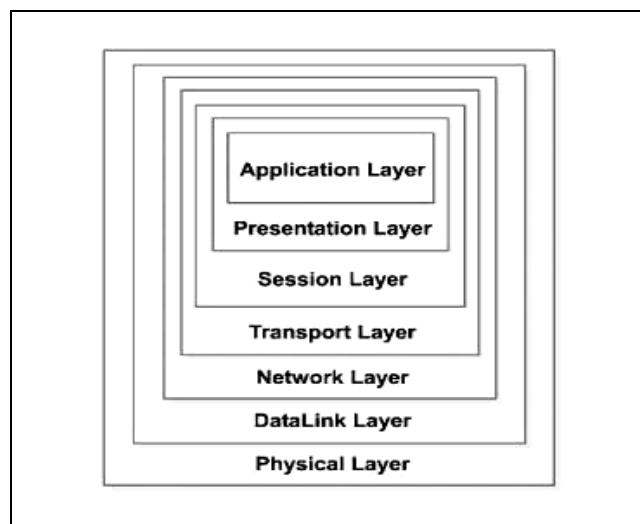 Application Layer
Presentation Layer
Session Layer
Transport Layer
Network Layer
DataLink Layer
Physical Layer